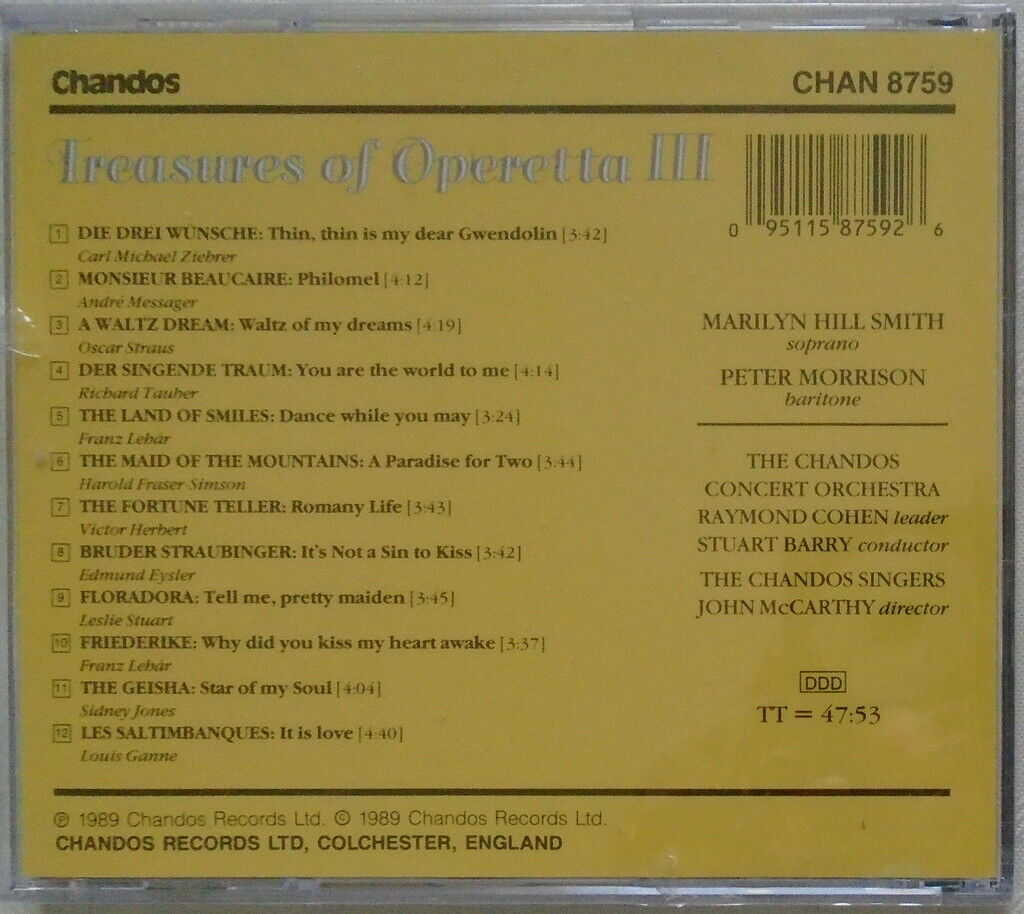 Chandos
CHAN 8759
Treasures of Operetta III
0 95115 87592 6
1 DIE DREI WUNSCHE: Thin, thin is my dear Gwendolin [3:42]
Carl Michael Ziehrer
2 MONSIEUR BEAUCAIRE: Philomel [4:12]
André Messager
3 A WALTZ DREAM: Waltz of my dreams [4:19]
Oscar Straus
4 DER SINGENDE TRAUM: You are the world to me [4:14]
Richard Tauber
5 THE LAND OF SMILES: Dance while you may [3:24]
Franz Lehár
6 THE MAID OF THE MOUNTAINS: A Paradise for Two [3:44]
Harold Fraser-Simson
7 THE FORTUNE TELLER: Romany Life [3:43]
Victor Herbert
8 BRUDER STRAUBINGER: It's Not a Sin to Kiss [3:42]
Edmund Eysler
9 FLORADORA: Tell me, pretty maiden [3:45]
Leslie Stuart
10 FRIEDERIKE: Why did you kiss my heart awake [3:37]
Franz Lehár
11 THE GEISHA: Star of my Soul [4:04]
Sidney Jones
12 LES SALTIMBANQUES: It is love [4:40]
Louis Ganne
MARILYN HILL SMITH
soprano
PETER MORRISON
baritone
THE CHANDOS
CONCERT ORCHESTRA
RAYMOND COHEN leader
STUART BARRY conductor
THE CHANDOS SINGERS
JOHN McCARTHY director
DDD
TT = 47:53
℗ 1989 Chandos Records Ltd. © 1989 Chandos Records Ltd.
CHANDOS RECORDS LTD, COLCHESTER, ENGLAND